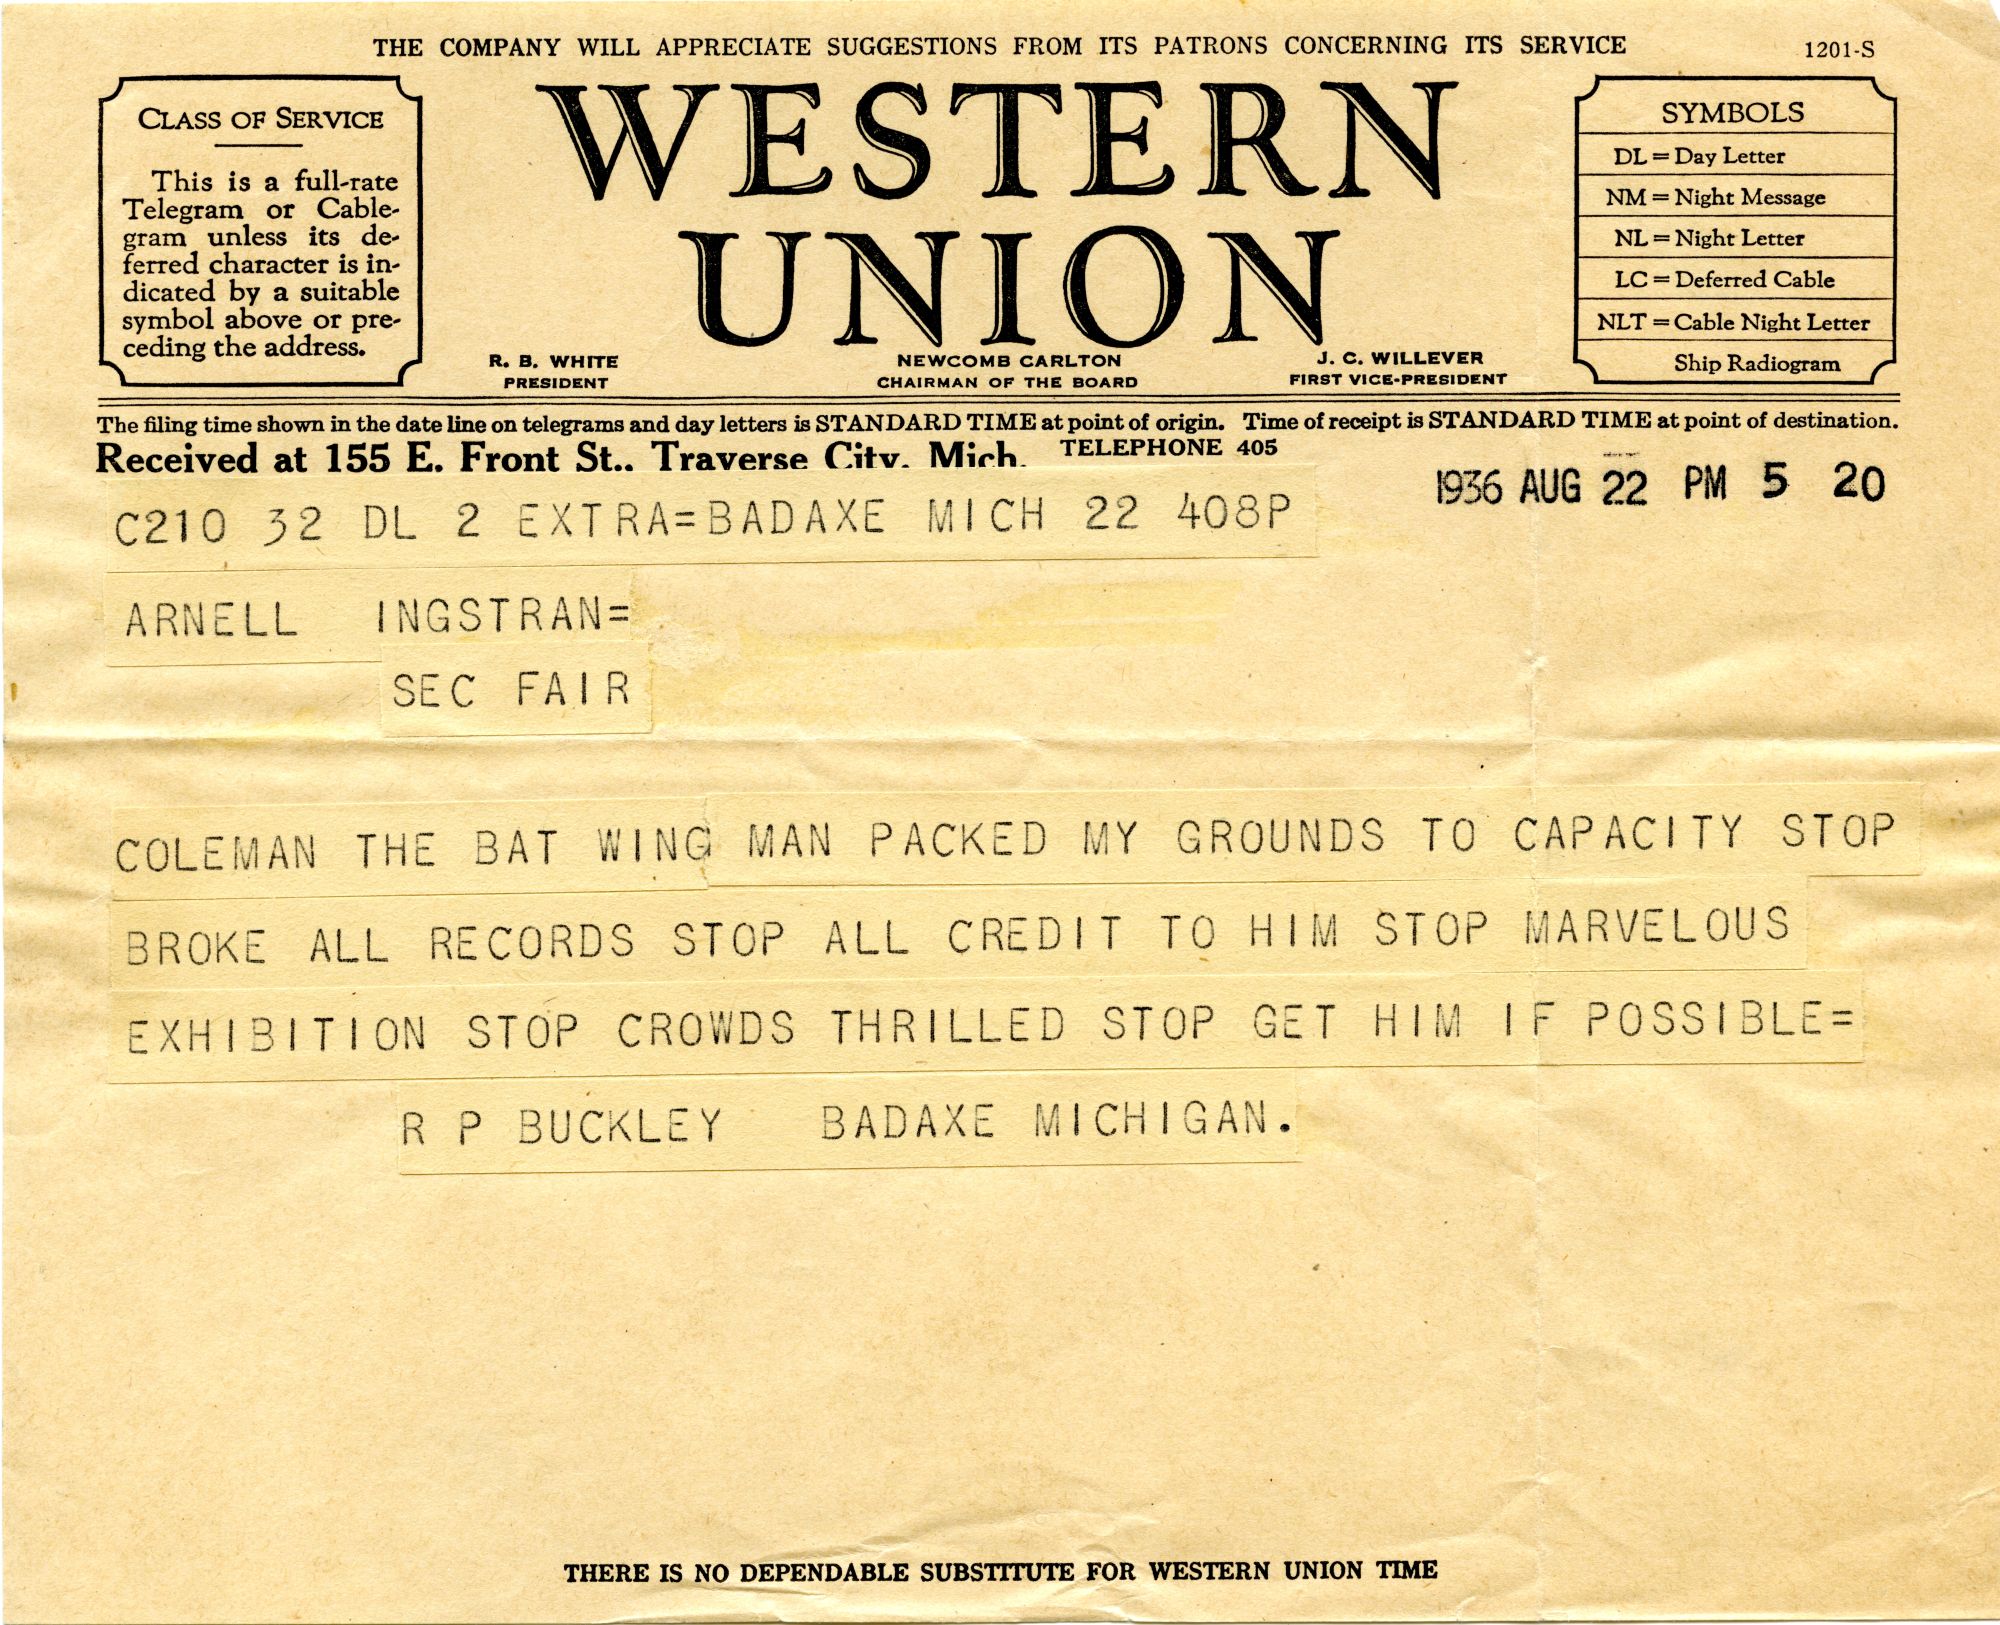 THE COMPANY WILL APPRECIATE SUGGESTIONS FROM ITS PATRONS CONCERNING ITS SERVICE
1201-S
CLASS OF SERVICE
This is a full-rate
Telegram or Cable-
gram unless its de-
ferred character is in-
dicated by a suitable
symbol above or pre-
ceding the address.
WESTERN
UNION
R. B. WHITE
PRESIDENT
NEWCOMB CARLTON
CHAIRMAN OF THE BOARD
J. C. WILLEVER
FIRST VICE-PRESIDENT
SYMBOLS
DL = Day Letter
NM = Night Message
NL = Night Letter
LC = Deferred Cable
NLT = Cable Night Letter
Ship Radiogram
The filing time shown in the date line on telegrams and day letters is STANDARD TIME at point of origin. Time of receipt is STANDARD TIME at point of destination.
Received at 155 E. Front St., Traverse City, Mich. TELEPHONE 405
1936 AUG 22 PM 5 20
C210 32 DL 2 EXTRA=BADAXE MICH 22 408P
ARNELL INGSTRAN=
SEC FAIR
COLEMAN THE BAT WING MAN PACKED MY GROUNDS TO CAPACITY STOP
BROKE ALL RECORDS STOP ALL CREDIT TO HIM STOP MARVELOUS
EXHIBITION STOP CROWDS THRILLED STOP GET HIM IF POSSIBLE=
R P BUCKLEY BADAXE MICHIGAN.
THERE IS NO DEPENDABLE SUBSTITUTE FOR WESTERN UNION TIME